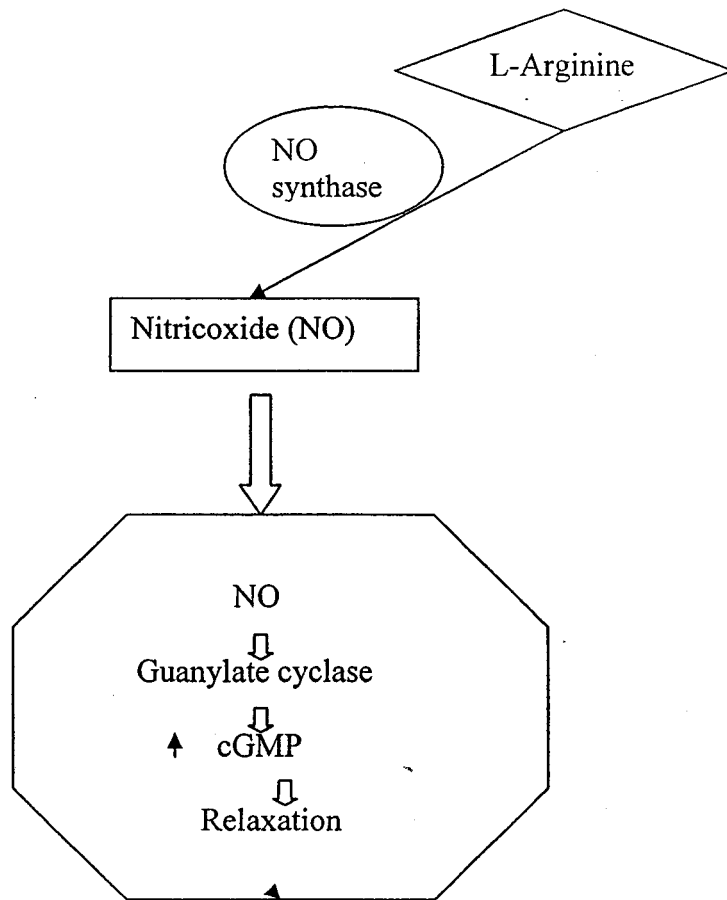 L-Arginine
NO
synthase
Nitricoxide (NO)
NO
Guanylate cyclase
cGMP
Relaxation